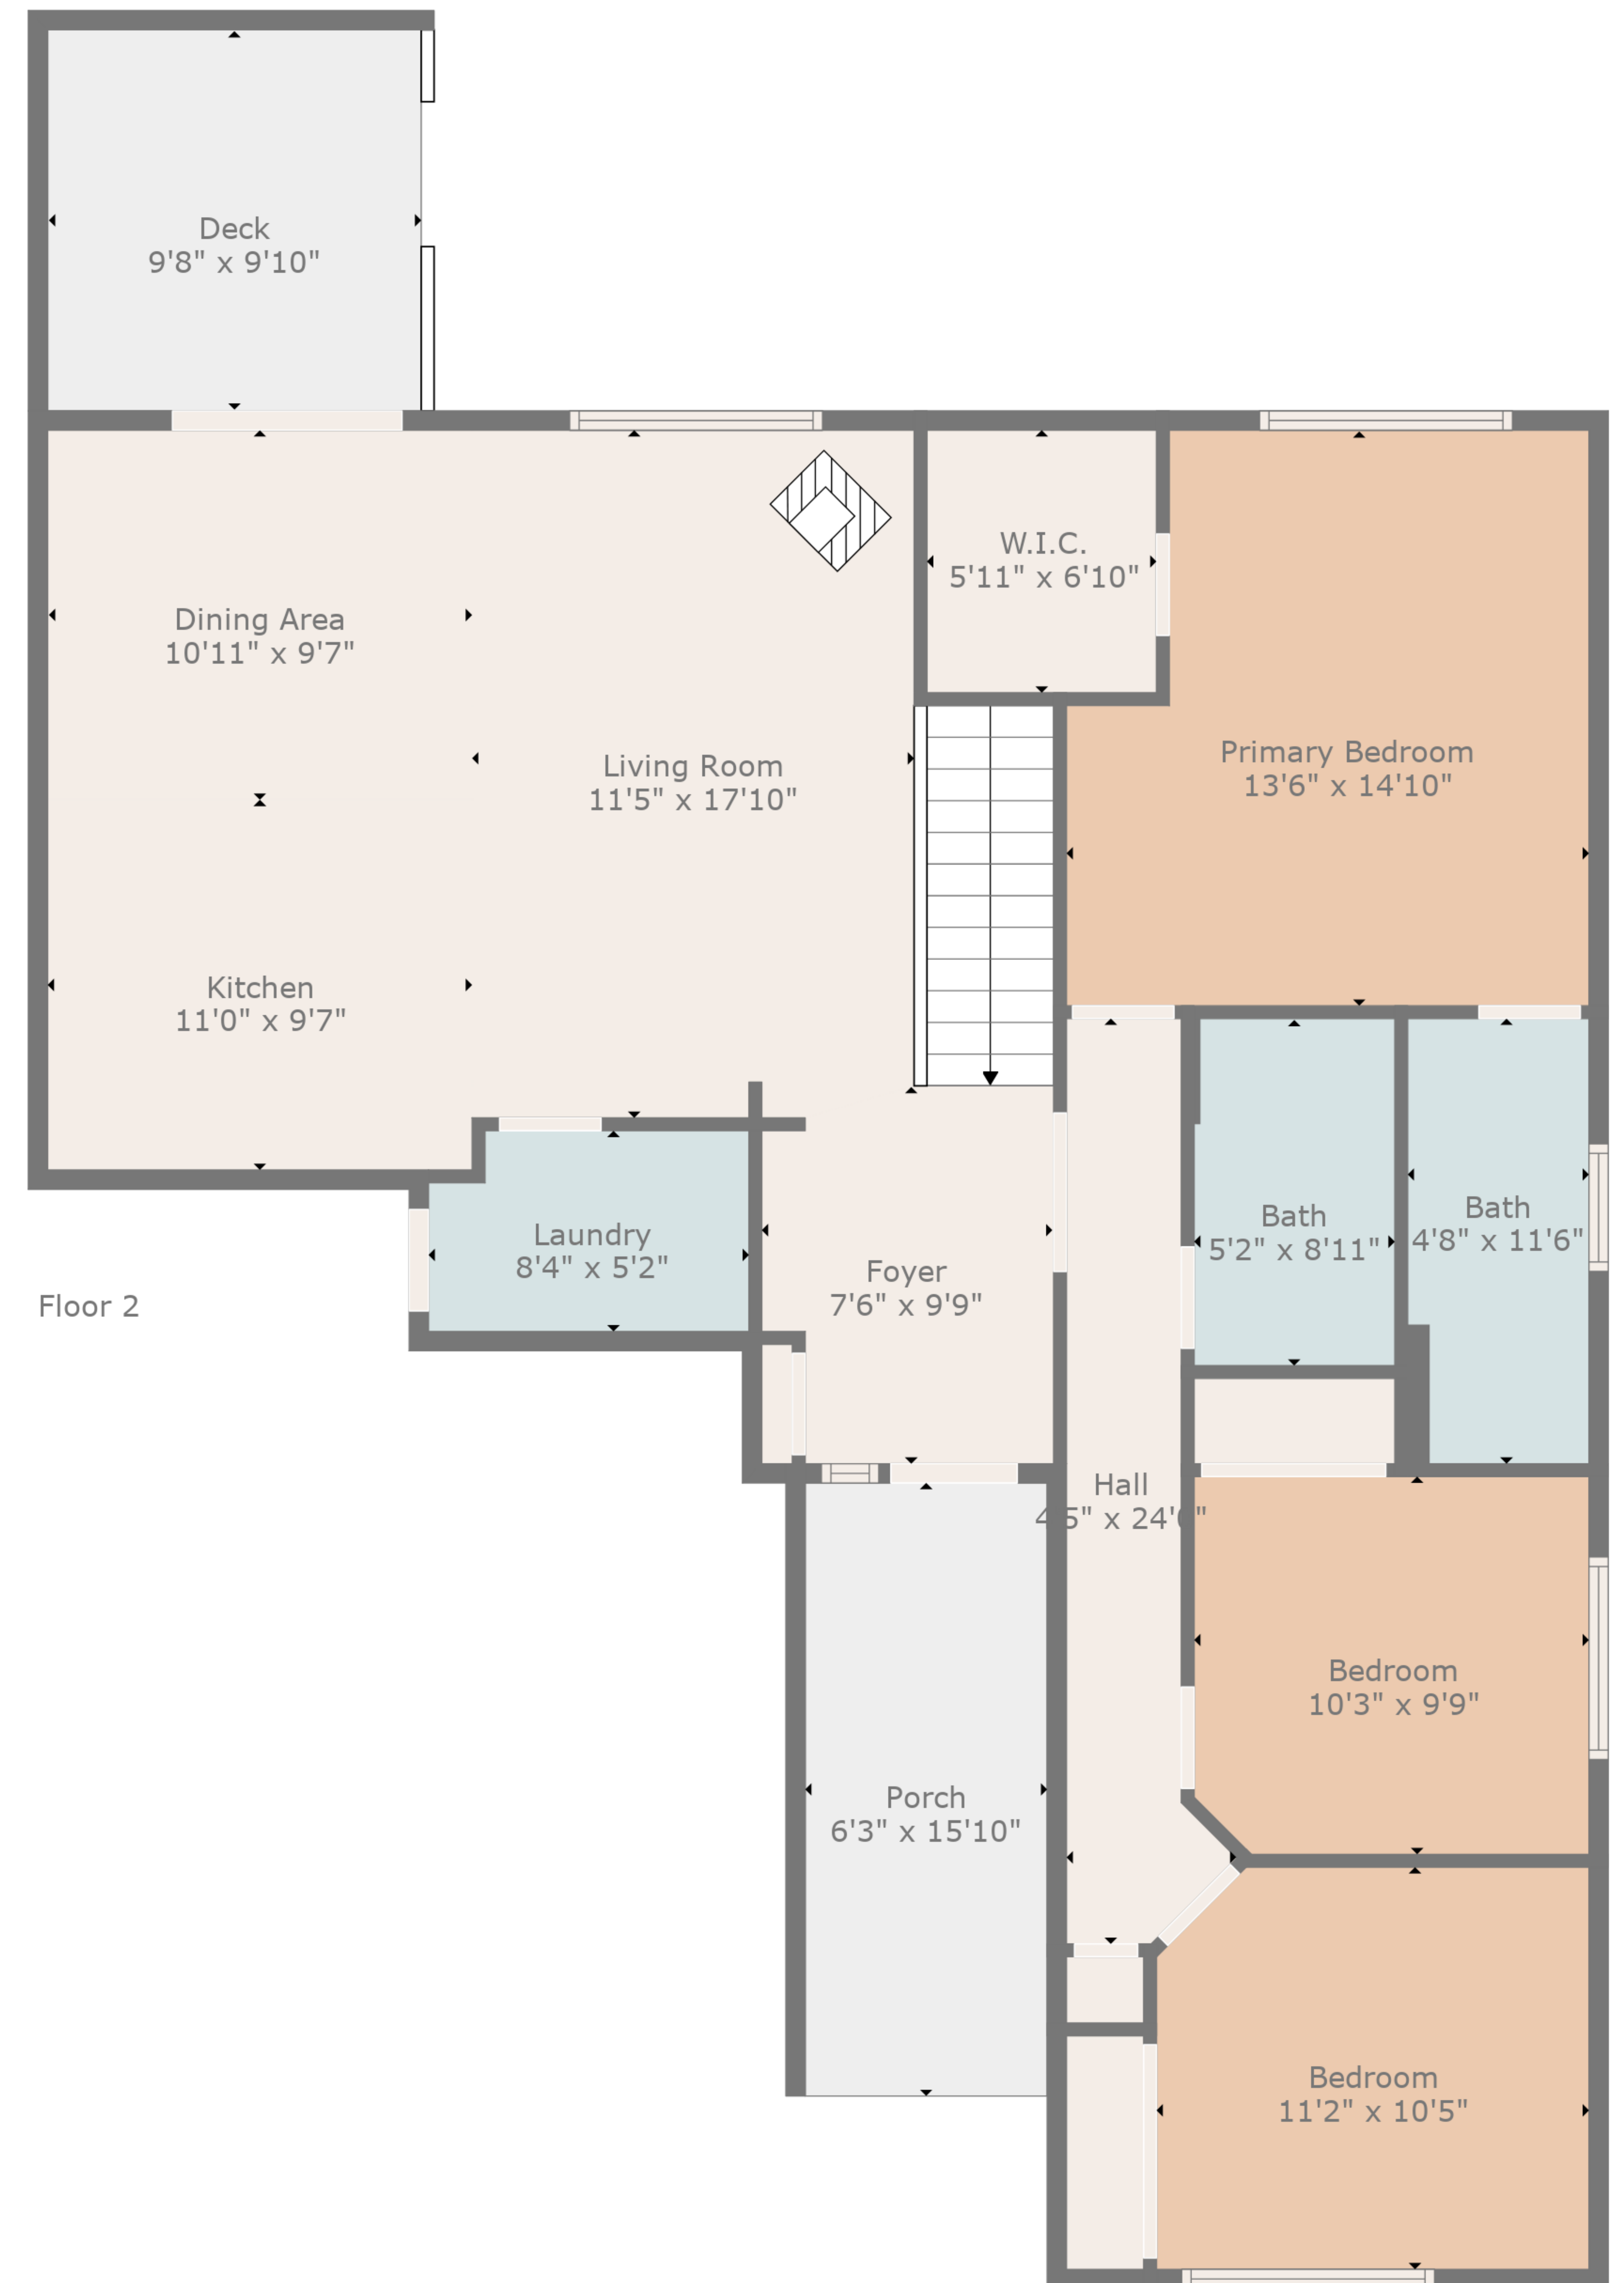 Deck
9'8" x 9'10"
W.I.C.
5'11" x 6'10"
Dining Area
10'11" x 9'7"
Living Room
11'5" x 17'10"
Primary Bedroom
13'6" x 14'10"
Kitchen
11'0" x 9'7"
Laundry
8'4" x 5'2"
Foyer
7'6" x 9'9"
Bath
5'2" x 8'11"
Bath
4'8" x 11'6"
Floor 2
Hall
x
Bedroom
10'3" x 9'9"
Porch
6'3" x 15'10"
Bedroom
11'2" x 10'5"